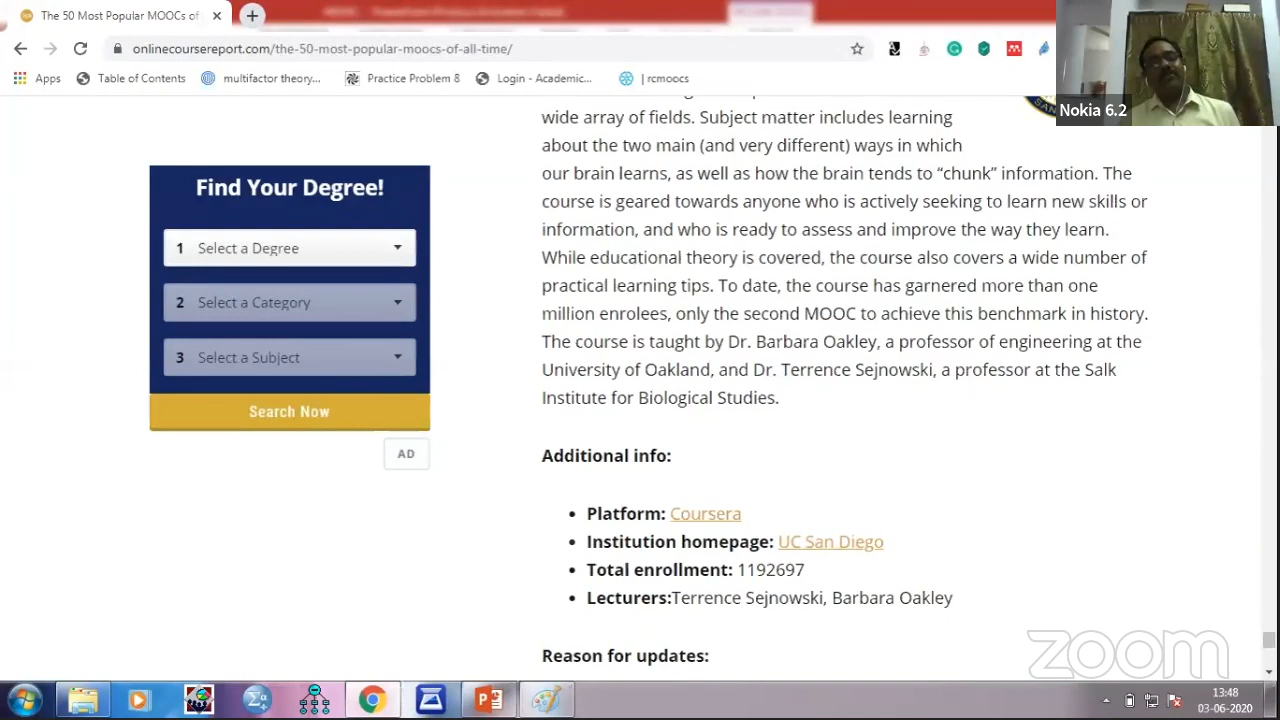 The 50 Most Popular MOOCs of
onlinecoursereport.com/the-50-most-popular-moocs-of-all-time/
Apps
Table of Contents
multifactor theory...
Practice Problem 8
Login - Academic...
| rcmoocs
Nokia 6.2
wide array of fields. Subject matter includes learning
about the two main (and very different) ways in which
our brain learns, as well as how the brain tends to “chunk” information. The
course is geared towards anyone who is actively seeking to learn new skills or
information, and who is ready to assess and improve the way they learn.
While educational theory is covered, the course also covers a wide number of
practical learning tips. To date, the course has garnered more than one
million enrolees, only the second MOOC to achieve this benchmark in history.
The course is taught by Dr. Barbara Oakley, a professor of engineering at the
University of Oakland, and Dr. Terrence Sejnowski, a professor at the Salk
Institute for Biological Studies.
Find Your Degree!
1 Select a Degree
2 Select a Category
3 Select a Subject
Search Now
AD
Additional info:
• Platform: Coursera
• Institution homepage: UC San Diego
• Total enrollment: 1192697
• Lecturers:Terrence Sejnowski, Barbara Oakley
Reason for updates:
zoom
13:48
03-06-2020